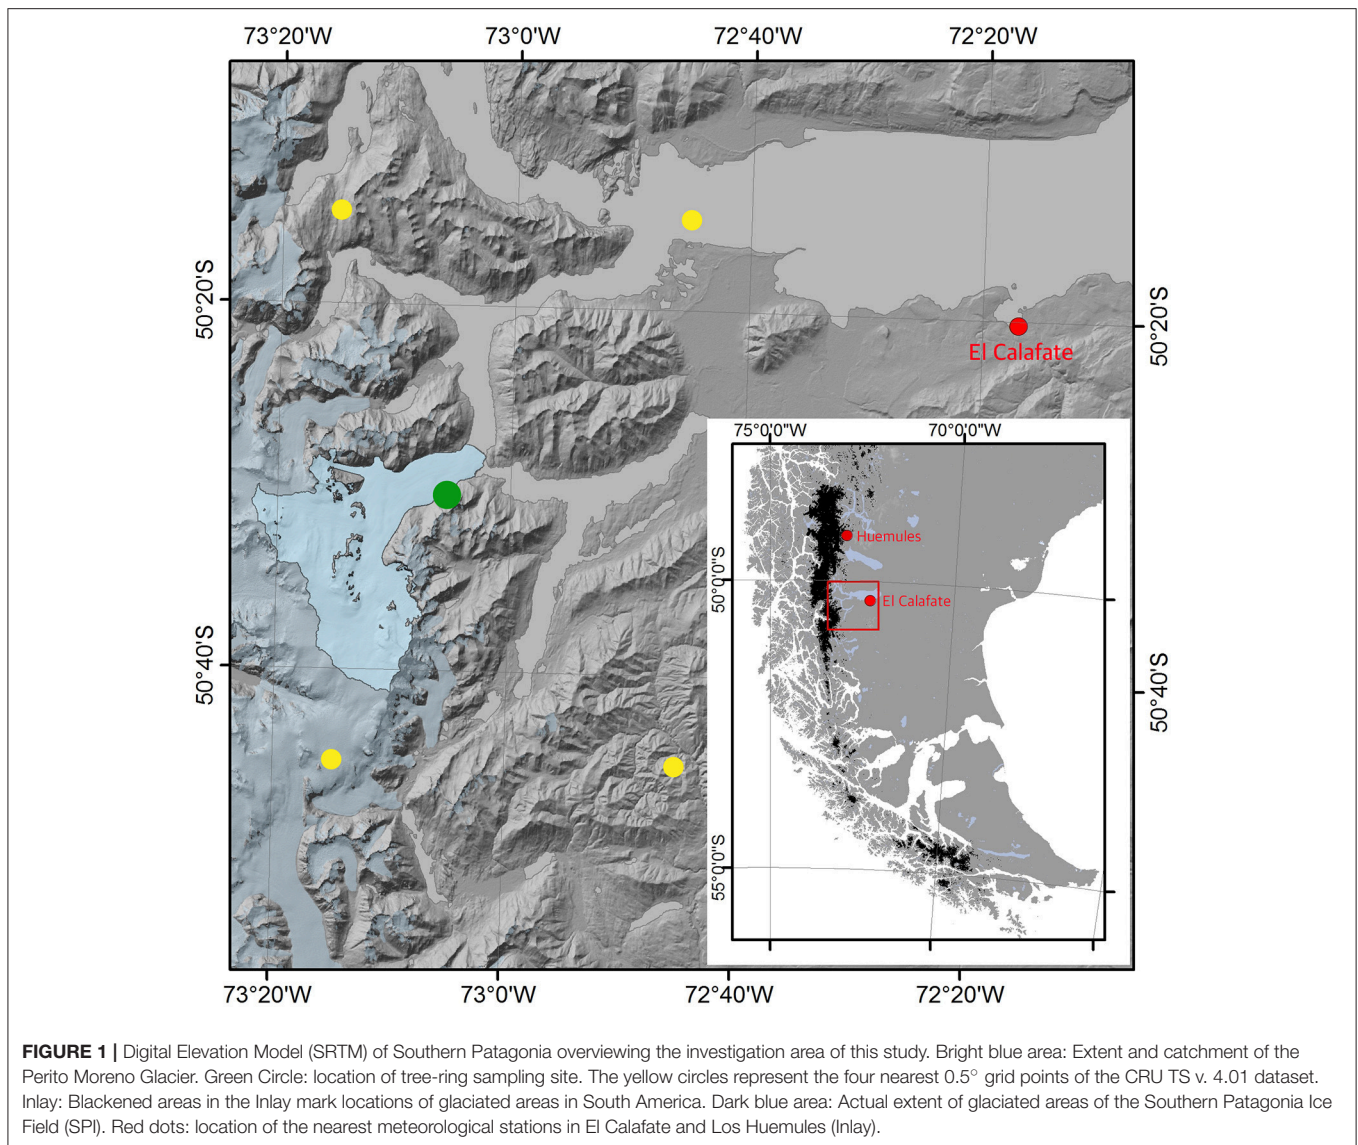 73°20'W 73°0'W 72°40'W 72°20'W
50°20'S
50°20'S
El Calafate
75°0'0"W 70°0'0"W
Huemules
50°0'0"S
El Calafate
50°40'S
50°40'S
55°0'0"S
73°20'W 73°0'W 72°40'W 72°20'W
FIGURE 1 | Digital Elevation Model (SRTM) of Southern Patagonia overviewing the investigation area of this study. Bright blue area: Extent and catchment of the
Perito Moreno Glacier. Green Circle: location of tree-ring sampling site. The yellow circles represent the four nearest 0.5° grid points of the CRU TS v. 4.01 dataset.
Inlay: Blackened areas in the Inlay mark locations of glaciated areas in South America. Dark blue area: Actual extent of glaciated areas of the Southern Patagonia Ice
Field (SPI). Red dots: location of the nearest meteorological stations in El Calafate and Los Huemules (Inlay).